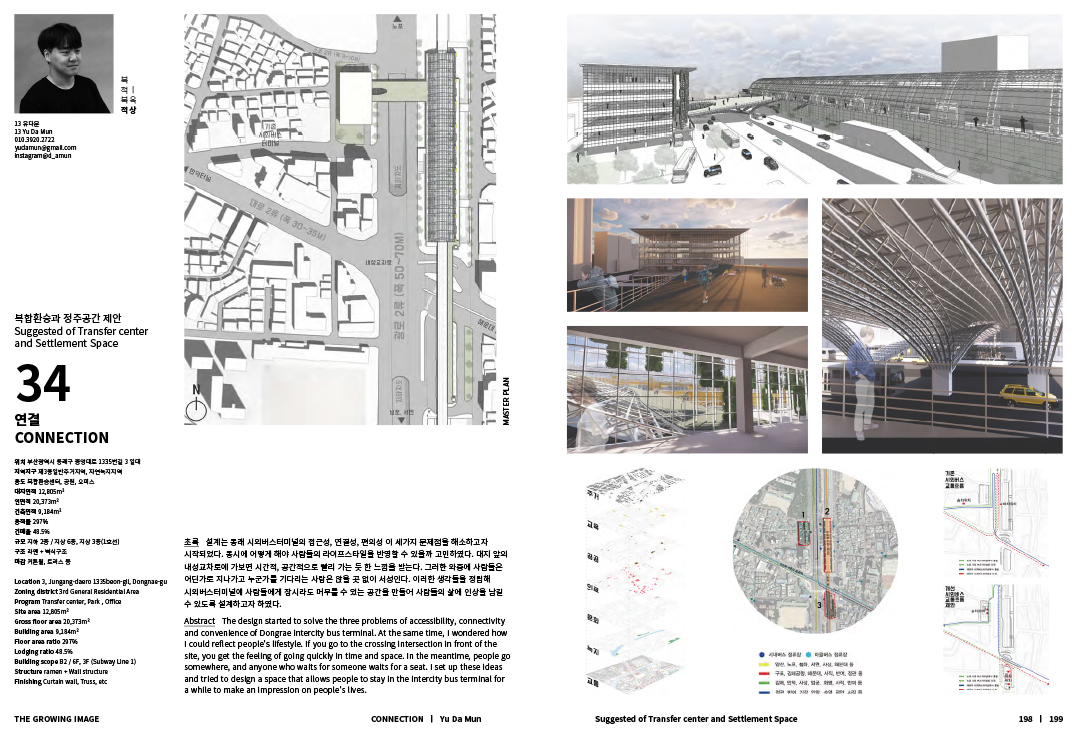 복
적ㅣ
북욱
적상
13 유다문
13 Yu Da Mun
010.3920.2722
yudamun@gmail.com
instagram@d_amun
복합환승과 정주공간 제안
Suggested of Transfer center
and Settlement Space
34
연결
CONNECTION
위치 부산광역시 동래구 중앙대로 1335번길 3 일대
지역지구 제3종일반주거지역, 자연녹지지역
용도 복합환승센터, 공원, 오피스
대지면적 12,805m²
연면적 20,373m²
건축면적 9,184m²
용적률 297%
건폐율 48.5%
규모 지하 2층 / 지상 6층, 지상 3층(1호선)
구조 라멘 + 벽식구조
마감 커튼월, 트러스 등
Location 3, Jungang-daero 1335beon-gil, Dongnae-gu
Zoning district 3rd General Residential Area
Program Transfer center, Park , Office
Site area 12,805m²
Gross floor area 20,373m²
Building area 9,184m²
Floor area ratio 297%
Lodging ratio 48.5%
Building scope B2 / 6F, 3F (Subway Line 1)
Structure ramen + Wall structure
Finishing Curtain wall, Truss, etc
노포
기존
시외버스
터미널
대로 2류 (폭 30~35M)
내성교차로
광로 2류 (폭 50~70M)
N
MASTER PLAN
초록 설계는 동래 시외버스터미널의 접근성, 연결성, 편의성 이 세가지 문제점을 해소하고자
시작되었다. 동시에 어떻게 해야 사람들의 라이프스타일을 반영할 수 있을까 고민하였다. 대지 앞의
내성교차로에 가보면 시간적, 공간적으로 빨리 가는 듯 한 느낌을 받는다. 그러한 와중에 사람들은
어딘가로 지나가고 누군가를 기다리는 사람은 앉을 곳 없이 서성인다. 이러한 생각들을 정립해
시외버스터미널에 사람들에게 잠시라도 머무를 수 있는 공간을 만들어 사람들의 삶에 인상을 남길
수 있도록 설계하고자 하였다.
Abstract The design started to solve the three problems of accessibility, connectivity
and convenience of Dongrae intercity bus terminal. At the same time, I wondered how
I could reflect people's lifestyle. If you go to the crossing intersection in front of the
site, you get the feeling of going quickly in time and space. In the meantime, people go
somewhere, and anyone who waits for someone waits for a seat. I set up these ideas
and tried to design a space that allows people to stay in the intercity bus terminal for
a while to make an impression on people's lives.
주거
교육
공공
의료
문화
녹지
교통
1
2
3
시내버스 정류장 마을버스 정류장
기존
시외버스
교통흐름
개선
시외버스
교통흐름
제안
THE GROWING IMAGE
CONNECTION | Yu Da Mun
Suggested of Transfer center and Settlement Space
198 | 199